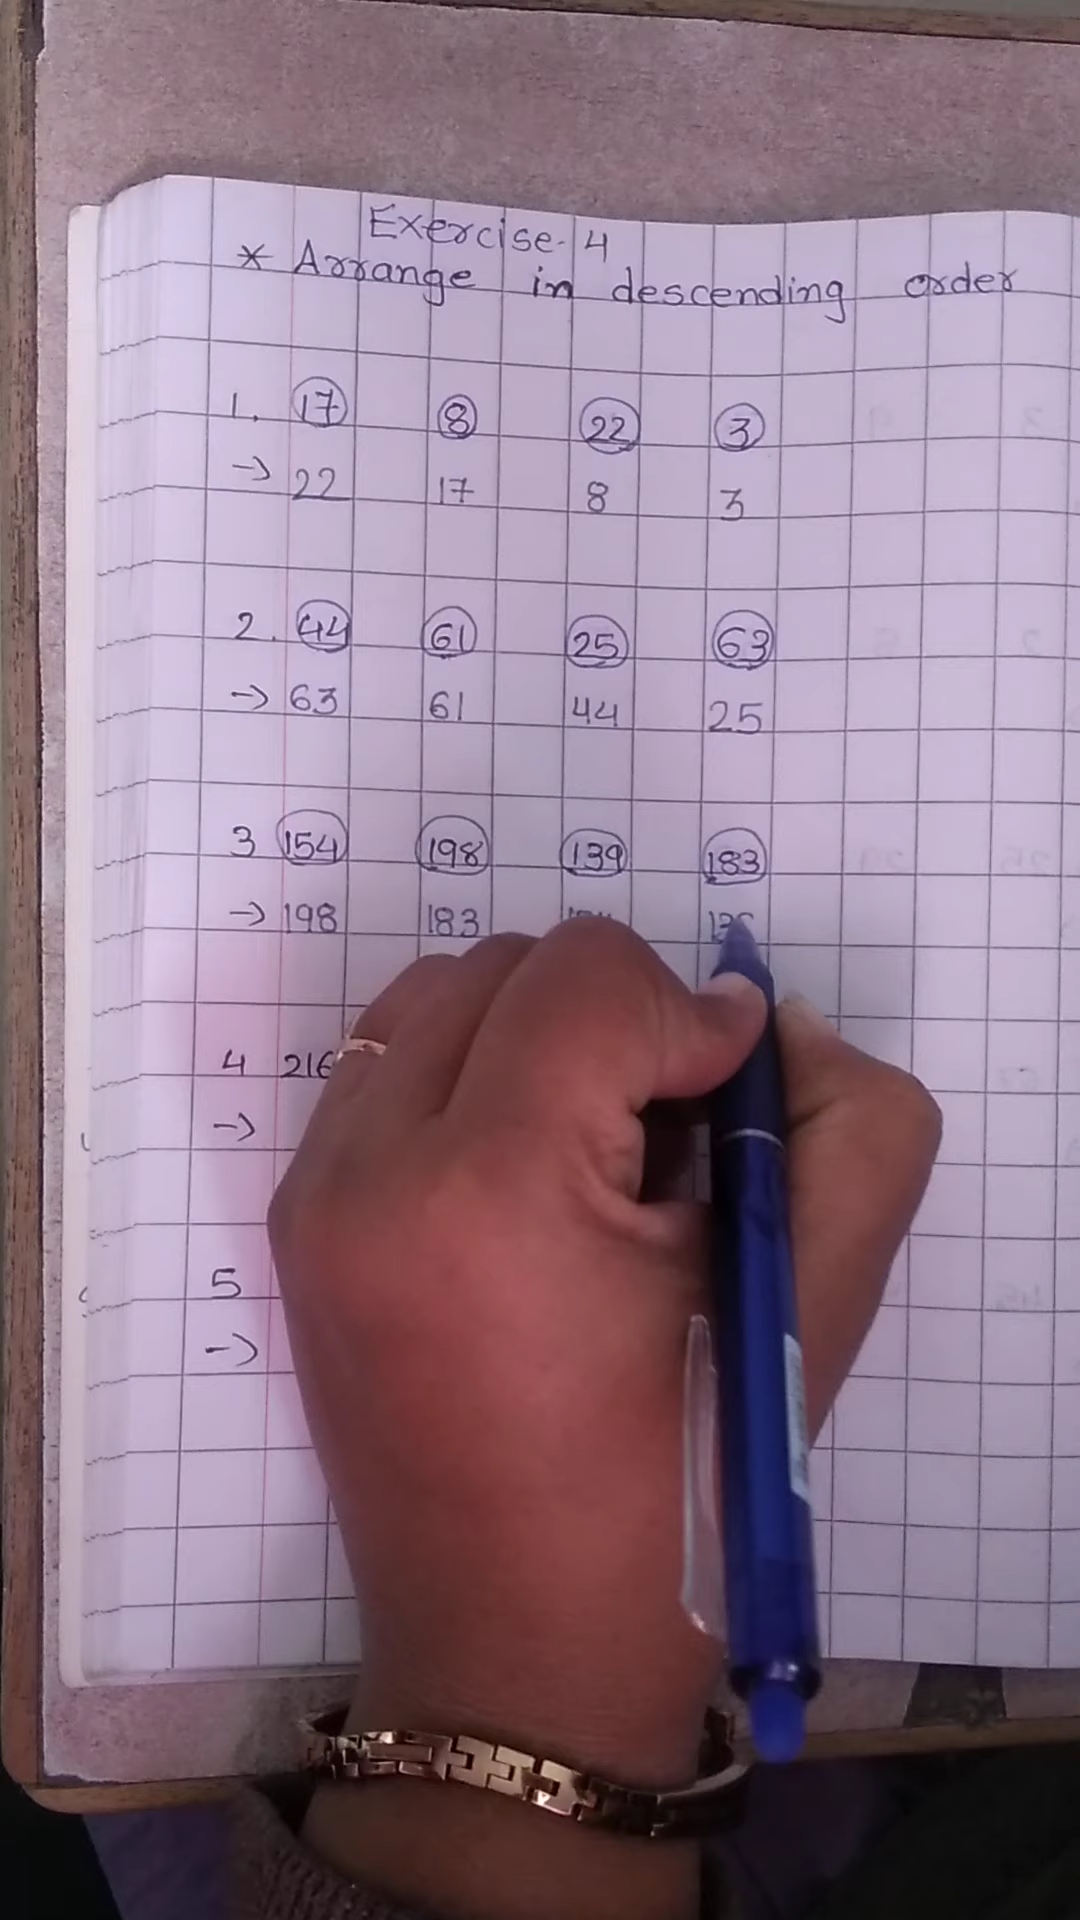 Exercise-4
* Arrange in descending order
1. 17 8 22 3
→ 22 17 8 3
2. 44 61 25 63
→ 63 61 44 25
3 154 198 139 183
→ 198 183
4 216
→
5
→